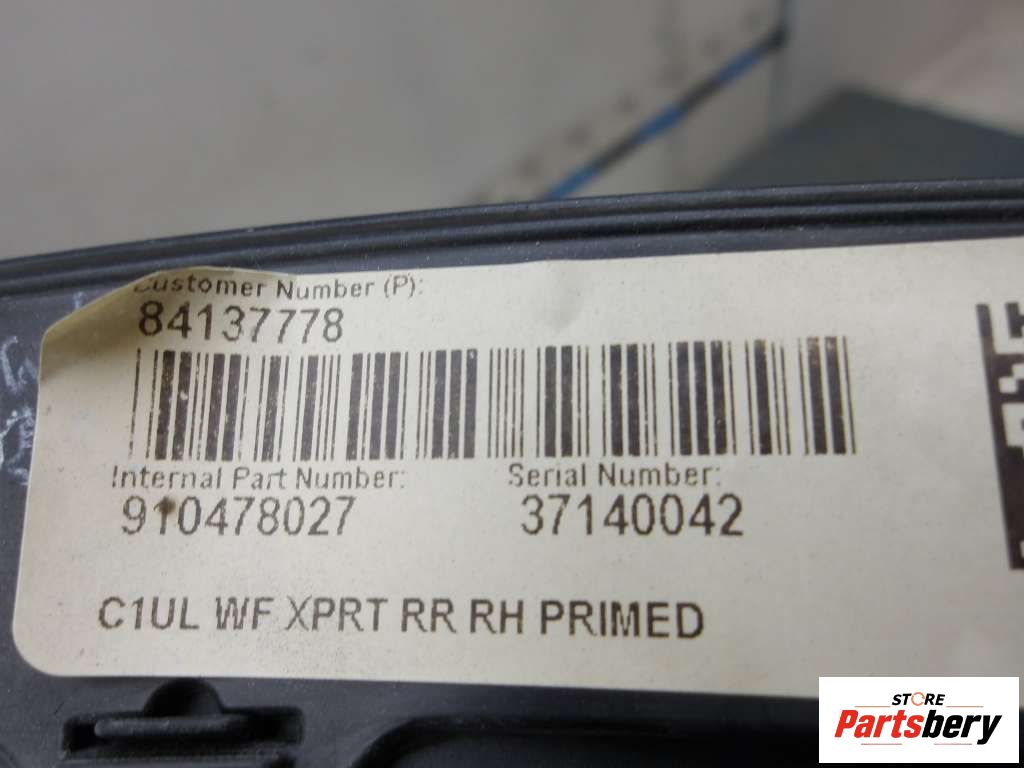 Customer Number (P):
84137778
Internal Part Number: Serial Number:
910478027 37140042
C1UL WF XPRT RR RH PRIMED
STORE
Partsbery